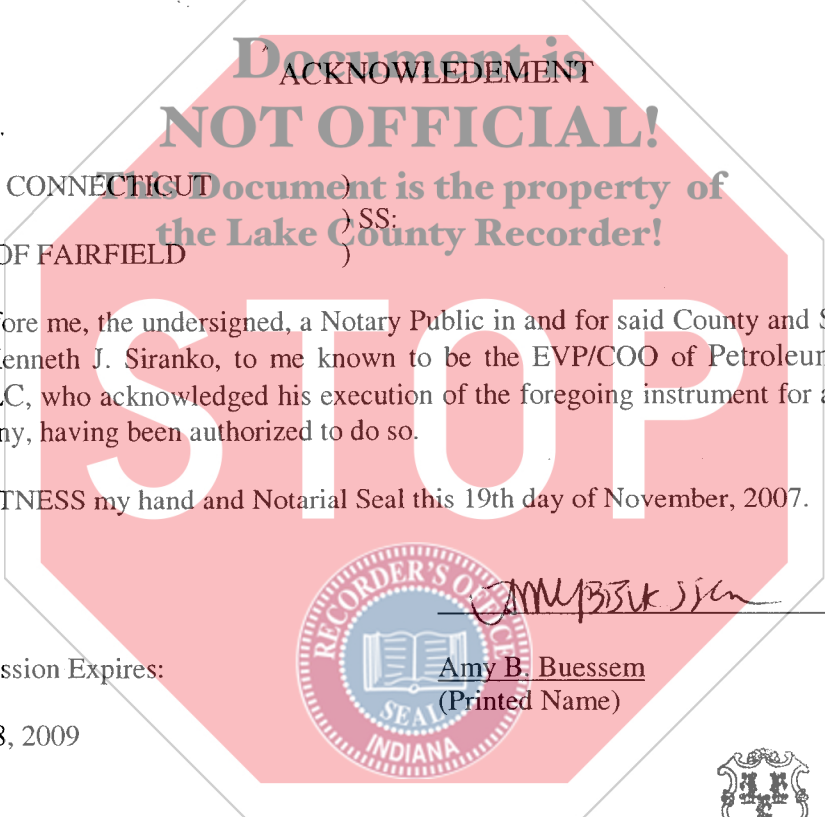 Document is
ACKNOWLEDEMENT
NOT OFFICIAL!
CONNECTICUT )
This Document is the property of
) SS:
the Lake County Recorder!
OF FAIRFIELD )
fore me, the undersigned, a Notary Public in and for said County and S
Kenneth J. Siranko, to me known to be the EVP/COO of Petroleum
LC, who acknowledged his execution of the foregoing instrument for a
ny, having been authorized to do so.
STOP
TNESS my hand and Notarial Seal this 19th day of November, 2007.
RECORDER'S OFFICE
SEAL
INDIANA
ssion Expires:
Amy B. Buessem
(Printed Name)
8, 2009